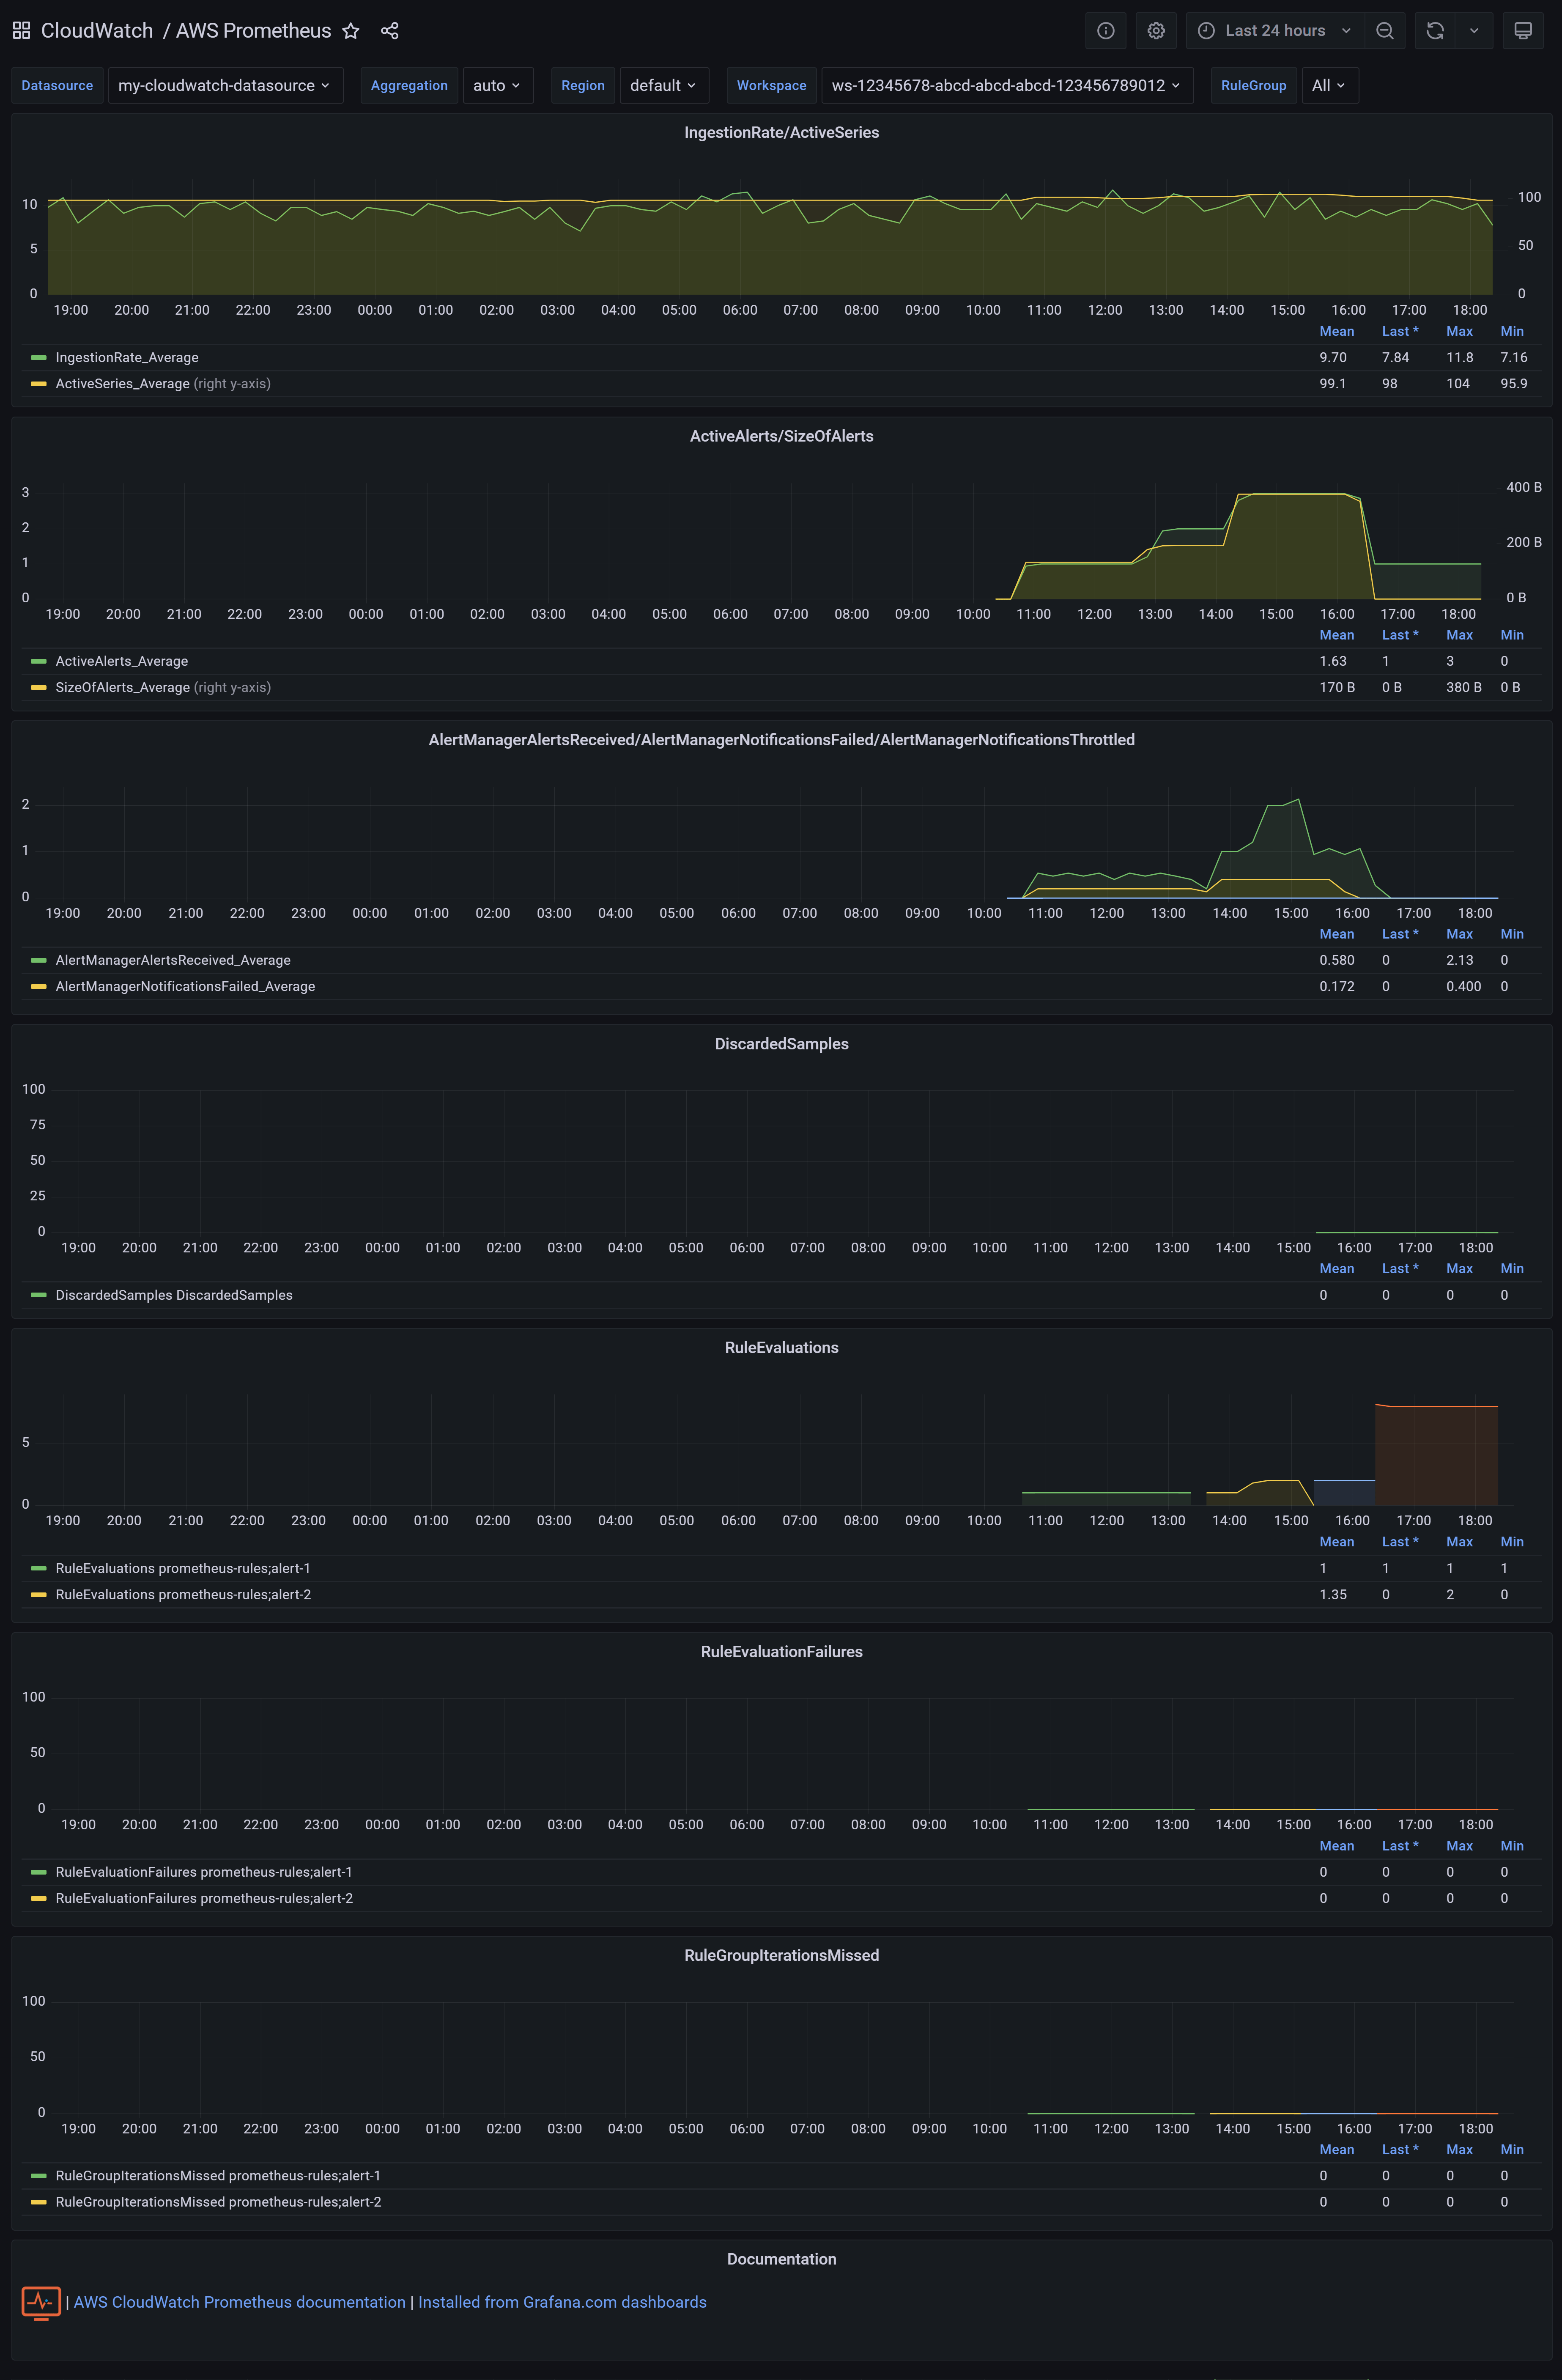 CloudWatch / AWS Prometheus
Last 24 hours
Datasource my-cloudwatch-datasource Aggregation auto Region default Workspace ws-12345678-abcd-abcd-abcd-123456789012 RuleGroup All
IngestionRate/ActiveSeries
10 100
5 50
0 0
19:00 20:00 21:00 22:00 23:00 00:00 01:00 02:00 03:00 04:00 05:00 06:00 07:00 08:00 09:00 10:00 11:00 12:00 13:00 14:00 15:00 16:00 17:00 18:00
Mean Last * Max Min
IngestionRate_Average 9.70 7.84 11.8 7.16
ActiveSeries_Average (right y-axis) 99.1 98 104 95.9
ActiveAlerts/SizeOfAlerts
3 400 B
2 200 B
1
0 0 B
19:00 20:00 21:00 22:00 23:00 00:00 01:00 02:00 03:00 04:00 05:00 06:00 07:00 08:00 09:00 10:00 11:00 12:00 13:00 14:00 15:00 16:00 17:00 18:00
Mean Last * Max Min
ActiveAlerts_Average 1.63 1 3 0
SizeOfAlerts_Average (right y-axis) 170 B 0 B 380 B 0 B
AlertManagerAlertsReceived/AlertManagerNotificationsFailed/AlertManagerNotificationsThrottled
2
1
0
19:00 20:00 21:00 22:00 23:00 00:00 01:00 02:00 03:00 04:00 05:00 06:00 07:00 08:00 09:00 10:00 11:00 12:00 13:00 14:00 15:00 16:00 17:00 18:00
Mean Last * Max Min
AlertManagerAlertsReceived_Average 0.580 0 2.13 0
AlertManagerNotificationsFailed_Average 0.172 0 0.400 0
DiscardedSamples
100
75
50
25
0
19:00 20:00 21:00 22:00 23:00 00:00 01:00 02:00 03:00 04:00 05:00 06:00 07:00 08:00 09:00 10:00 11:00 12:00 13:00 14:00 15:00 16:00 17:00 18:00
Mean Last * Max Min
DiscardedSamples DiscardedSamples 0 0 0 0
RuleEvaluations
5
0
19:00 20:00 21:00 22:00 23:00 00:00 01:00 02:00 03:00 04:00 05:00 06:00 07:00 08:00 09:00 10:00 11:00 12:00 13:00 14:00 15:00 16:00 17:00 18:00
Mean Last * Max Min
RuleEvaluations prometheus-rules;alert-1 1 1 1 1
RuleEvaluations prometheus-rules;alert-2 1.35 0 2 0
RuleEvaluationFailures
100
50
0
19:00 20:00 21:00 22:00 23:00 00:00 01:00 02:00 03:00 04:00 05:00 06:00 07:00 08:00 09:00 10:00 11:00 12:00 13:00 14:00 15:00 16:00 17:00 18:00
Mean Last * Max Min
RuleEvaluationFailures prometheus-rules;alert-1 0 0 0 0
RuleEvaluationFailures prometheus-rules;alert-2 0 0 0 0
RuleGroupIterationsMissed
100
50
0
19:00 20:00 21:00 22:00 23:00 00:00 01:00 02:00 03:00 04:00 05:00 06:00 07:00 08:00 09:00 10:00 11:00 12:00 13:00 14:00 15:00 16:00 17:00 18:00
Mean Last * Max Min
RuleGroupIterationsMissed prometheus-rules;alert-1 0 0 0 0
RuleGroupIterationsMissed prometheus-rules;alert-2 0 0 0 0
Documentation
| AWS CloudWatch Prometheus documentation | Installed from Grafana.com dashboards